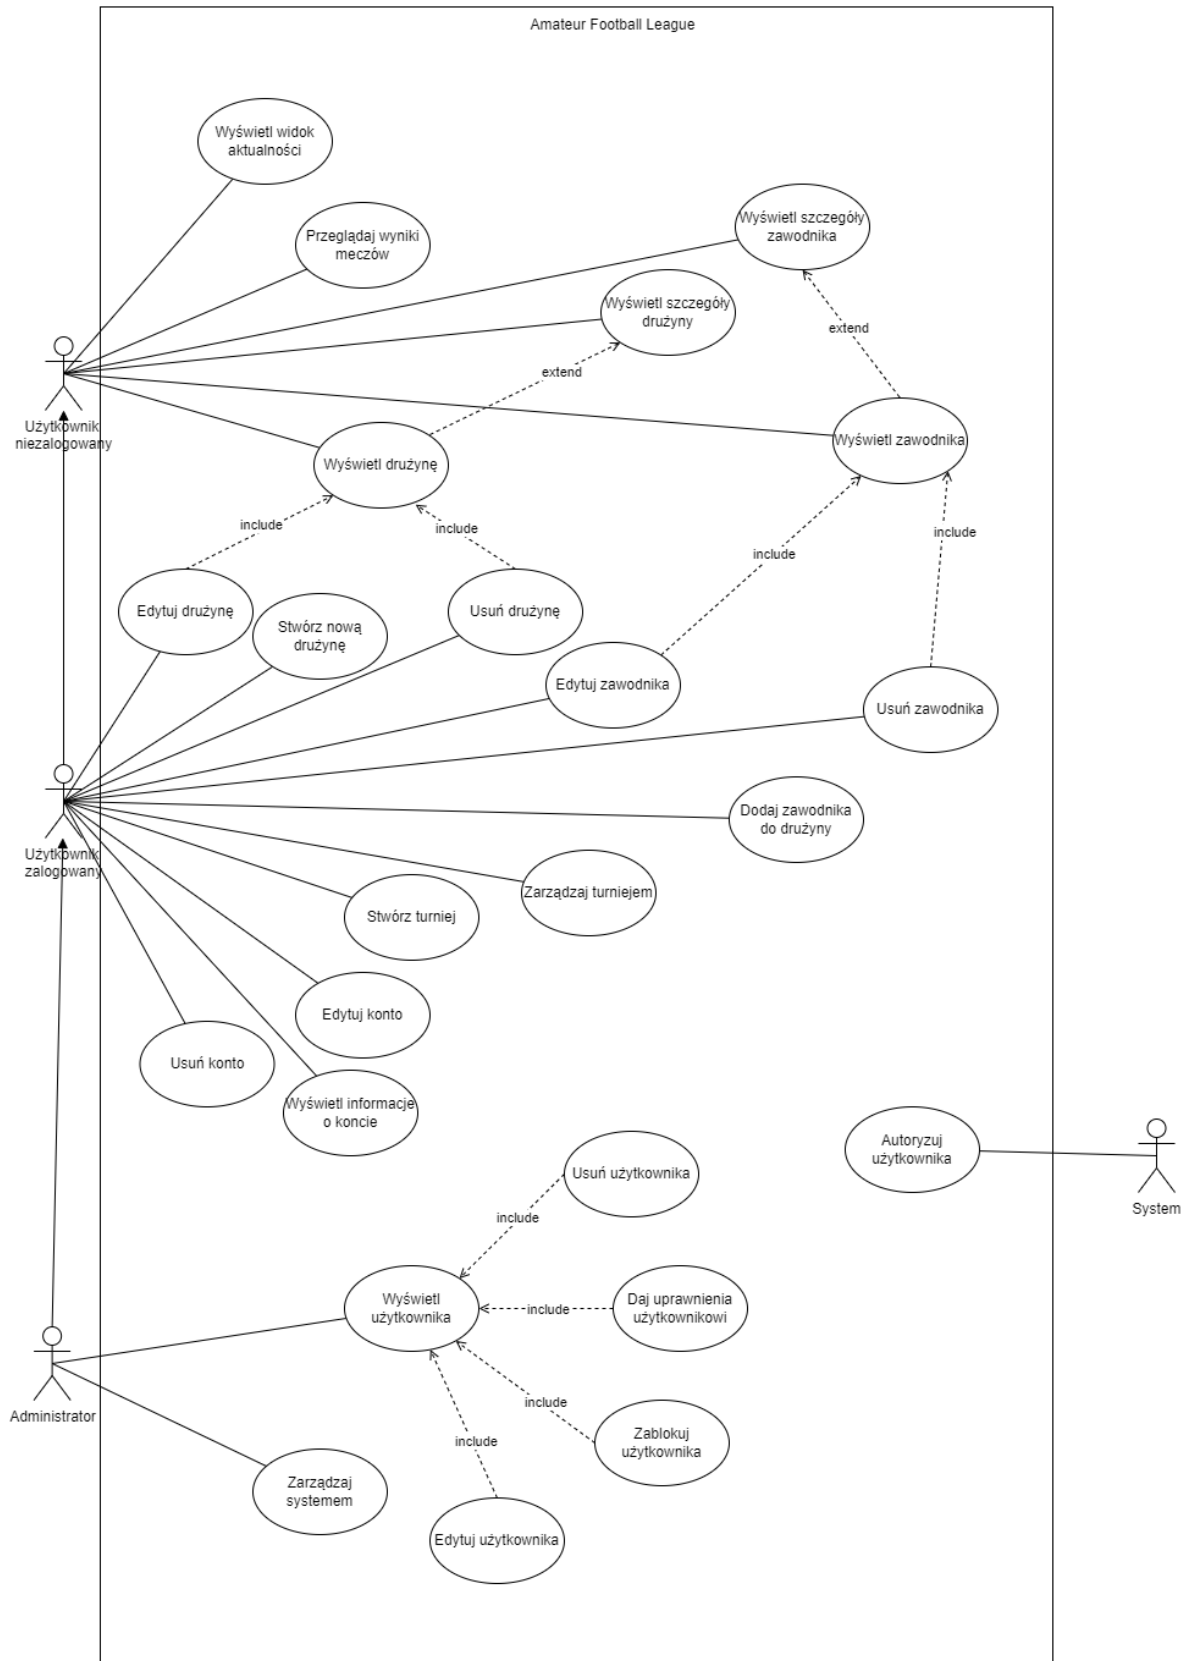 Amateur Football League
Wyświetl widok
aktualności
Wyświetl szczegóły
zawodnika
Przeglądaj wyniki
meczów
Wyświetl szczegóły
drużyny
extend
extend
Użytkownik
niezalogowany
Wyświetl drużynę
Wyświetl zawodnika
include
include
include
include
Edytuj drużynę
Stwórz nową
drużynę
Usuń drużynę
Edytuj zawodnika
Usuń zawodnika
Dodaj zawodnika
do drużyny
Użytkownik
zalogowany
Zarządzaj turniejem
Stwórz turniej
Edytuj konto
Usuń konto
Wyświetl informacje
o koncie
Autoryzuj
użytkownika
System
Usuń użytkownika
include
Wyświetl
użytkownika
include
Daj uprawnienia
użytkownikowi
include
include
Administrator
Zablokuj
użytkownika
Zarządzaj
systemem
Edytuj użytkownika